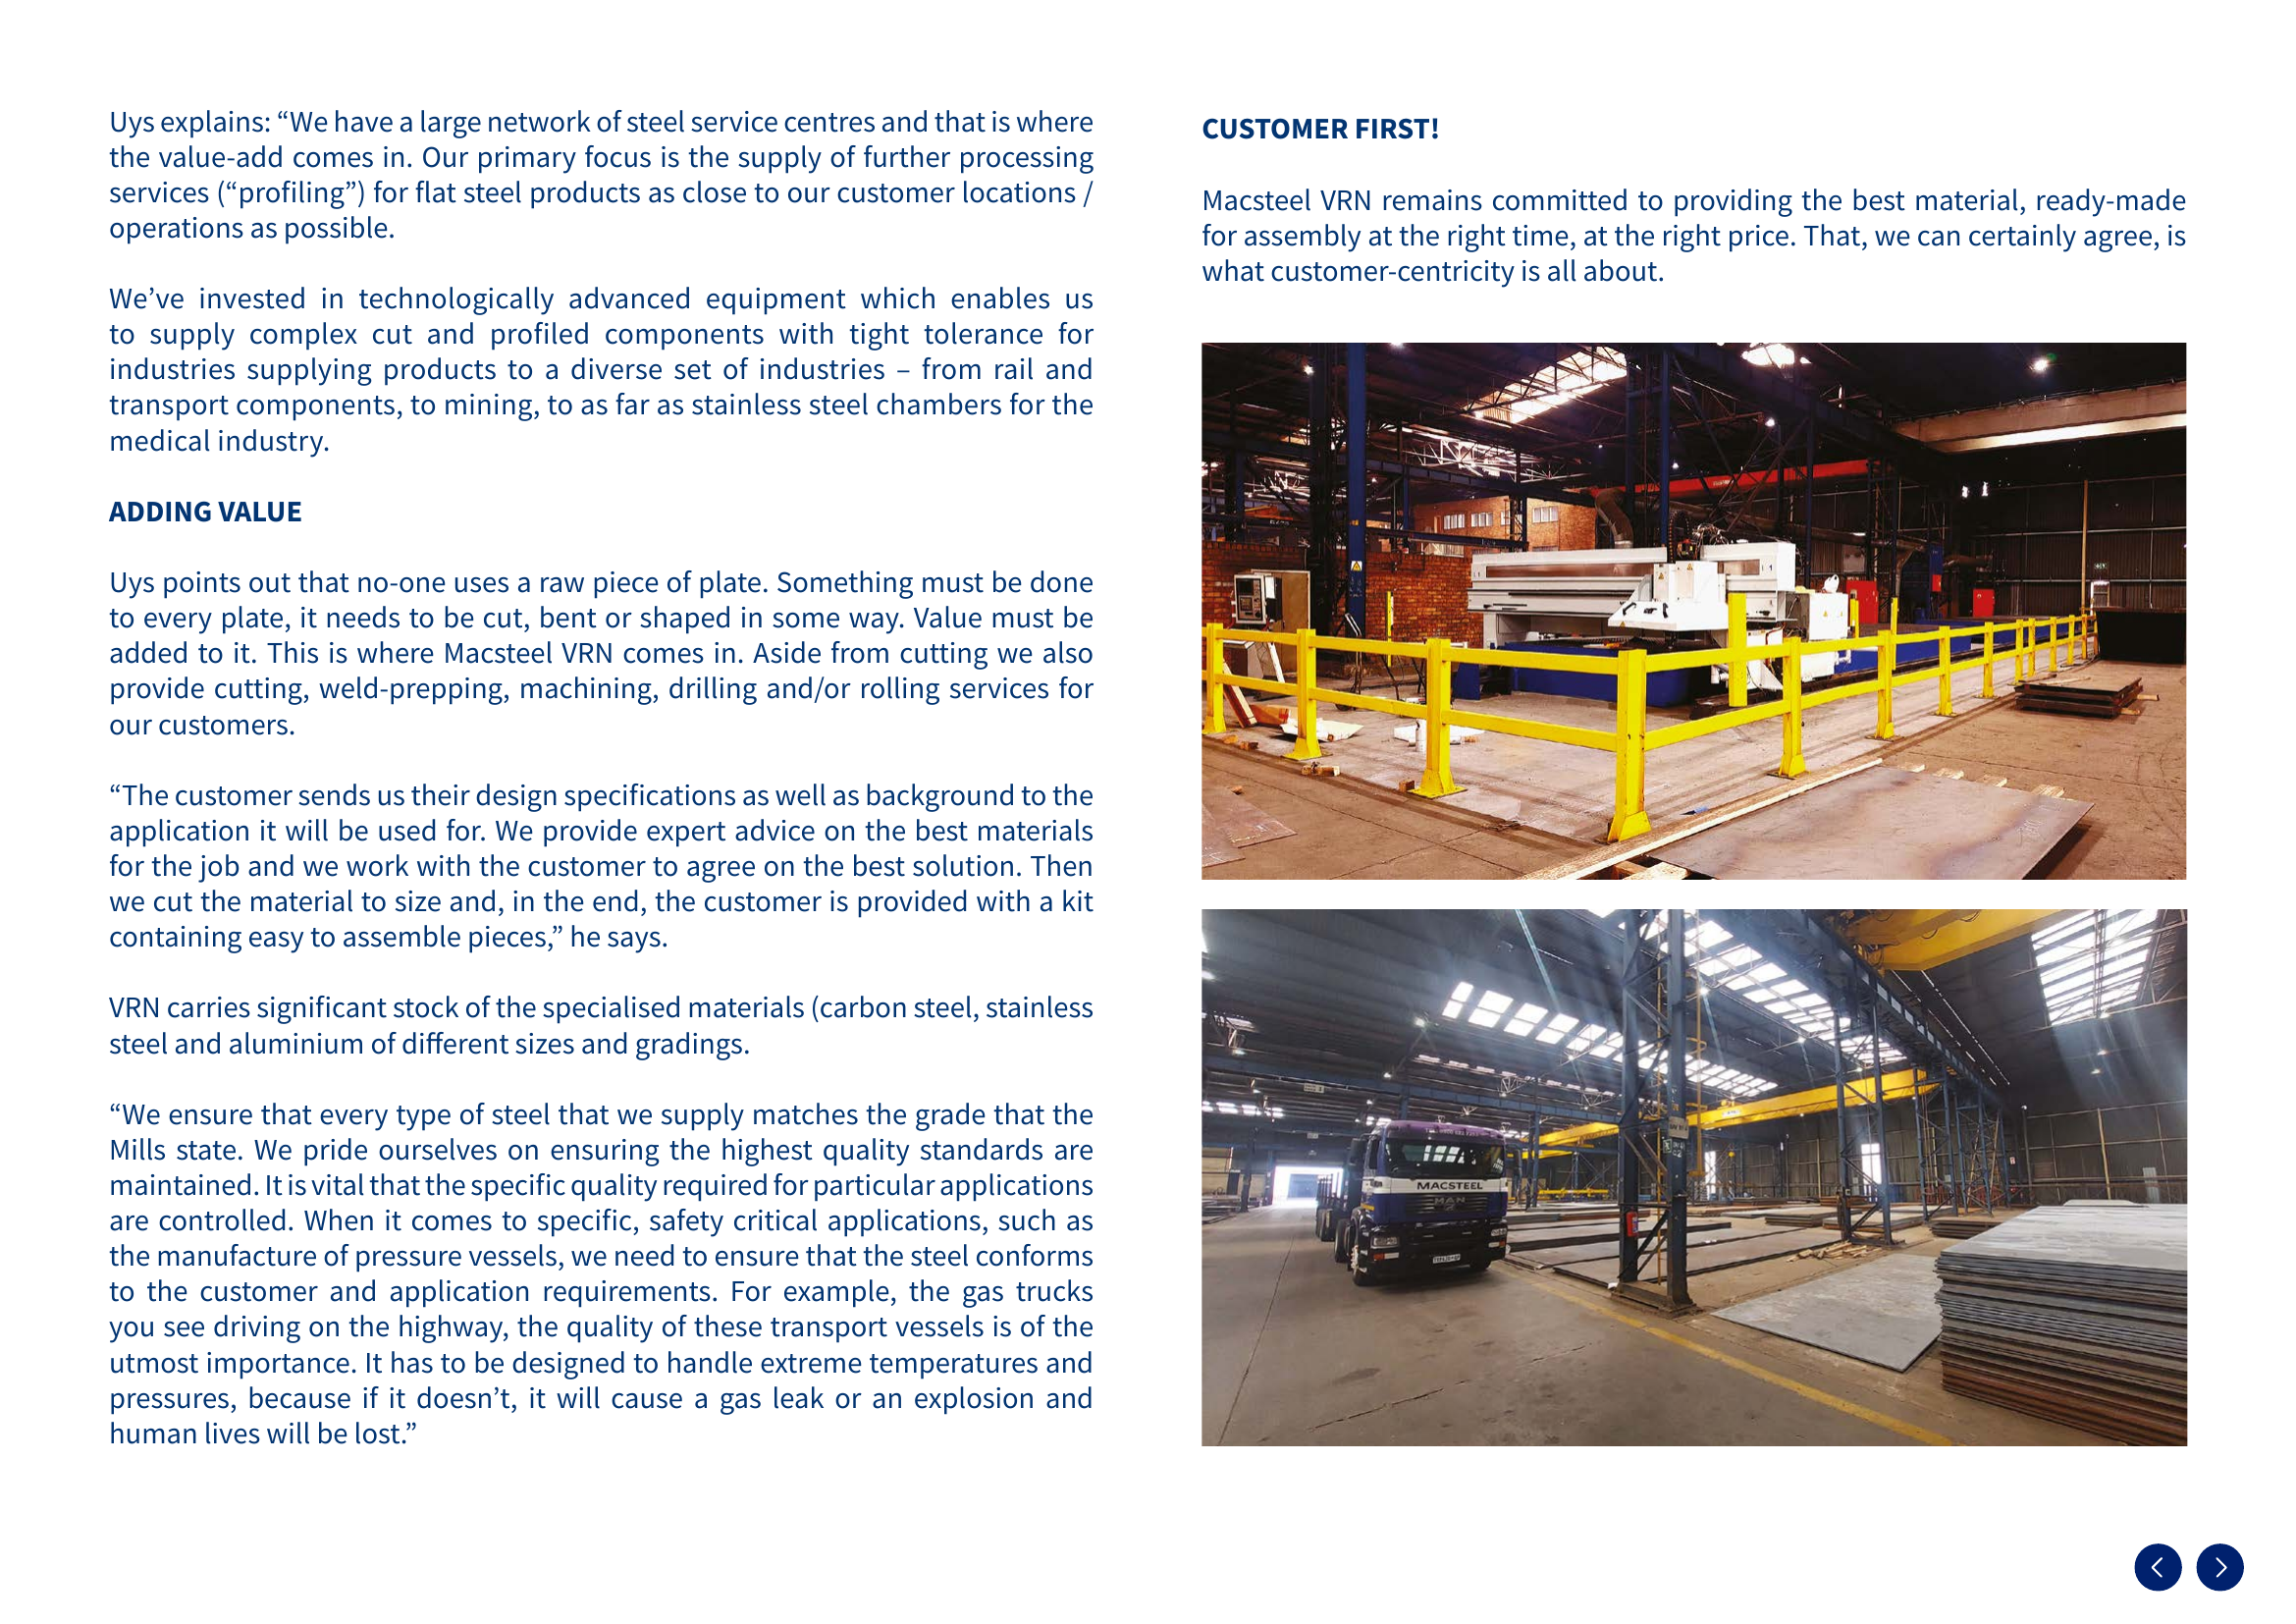 Uys explains: “We have a large network of steel service centres and that is where
the value-add comes in. Our primary focus is the supply of further processing
services (“profiling”) for flat steel products as close to our customer locations /
operations as possible.
We’ve invested in technologically advanced equipment which enables us
to supply complex cut and profiled components with tight tolerance for
industries supplying products to a diverse set of industries – from rail and
transport components, to mining, to as far as stainless steel chambers for the
medical industry.
ADDING VALUE
Uys points out that no-one uses a raw piece of plate. Something must be done
to every plate, it needs to be cut, bent or shaped in some way. Value must be
added to it. This is where Macsteel VRN comes in. Aside from cutting we also
provide cutting, weld-prepping, machining, drilling and/or rolling services for
our customers.
“The customer sends us their design specifications as well as background to the
application it will be used for. We provide expert advice on the best materials
for the job and we work with the customer to agree on the best solution. Then
we cut the material to size and, in the end, the customer is provided with a kit
containing easy to assemble pieces,” he says.
VRN carries significant stock of the specialised materials (carbon steel, stainless
steel and aluminium of different sizes and gradings.
“We ensure that every type of steel that we supply matches the grade that the
Mills state. We pride ourselves on ensuring the highest quality standards are
maintained. It is vital that the specific quality required for particular applications
are controlled. When it comes to specific, safety critical applications, such as
the manufacture of pressure vessels, we need to ensure that the steel conforms
to the customer and application requirements. For example, the gas trucks
you see driving on the highway, the quality of these transport vessels is of the
utmost importance. It has to be designed to handle extreme temperatures and
pressures, because if it doesn’t, it will cause a gas leak or an explosion and
human lives will be lost.”
CUSTOMER FIRST!
Macsteel VRN remains committed to providing the best material, ready-made
for assembly at the right time, at the right price. That, we can certainly agree, is
what customer-centricity is all about.
MACSTEEL
MAN